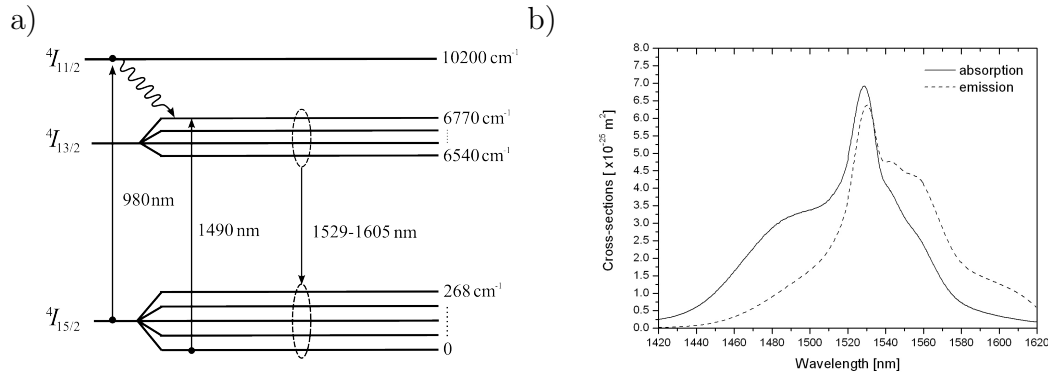 a)
⁴I₁₁/₂
10200 cm⁻¹
6770 cm⁻¹
⁴I₁₃/₂
6540 cm⁻¹
980 nm
1490 nm
1529-1605 nm
268 cm⁻¹
⁴I₁₅/₂
0
b)
8.0
7.5
7.0
6.5
6.0
5.5
5.0
4.5
4.0
3.5
3.0
2.5
2.0
1.5
1.0
0.5
0.0
Cross-sections [ x10⁻²⁵ m²]
absorption
emission
1420 1440 1460 1480 1500 1520 1540 1560 1580 1600 1620
Wavelength [nm]